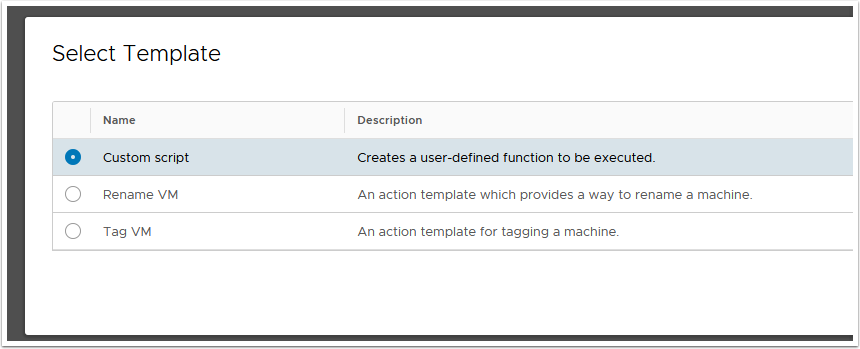 Select Template
Name Description
Custom script Creates a user-defined function to be executed.
Rename VM An action template which provides a way to rename a machine.
Tag VM An action template for tagging a machine.